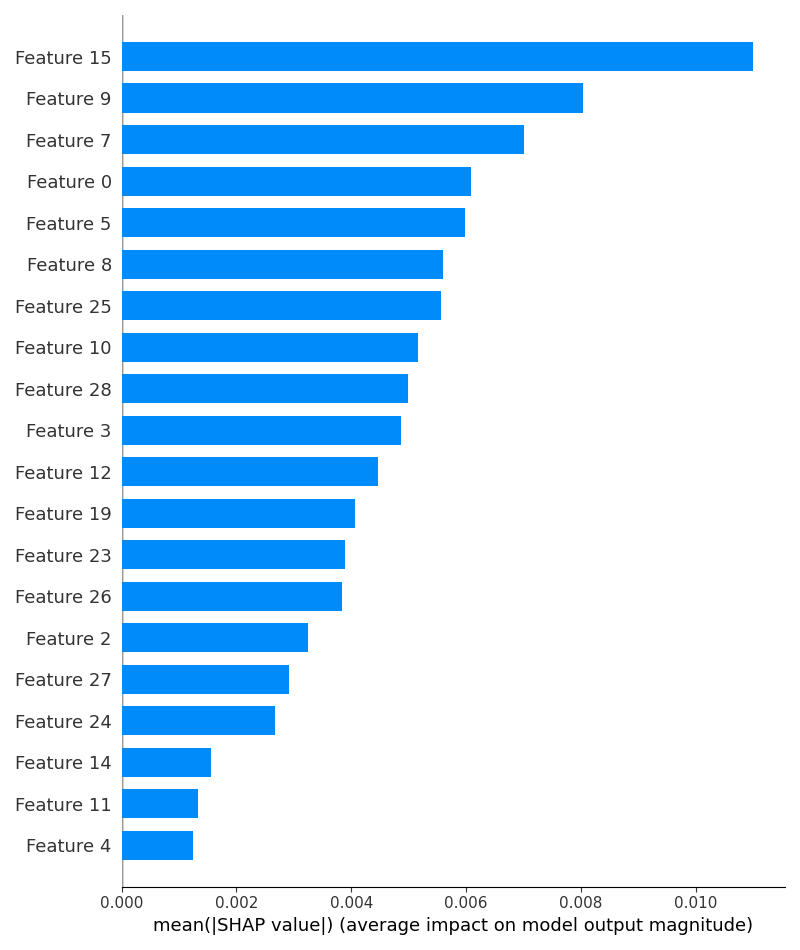 Feature 15
Feature 9
Feature 7
Feature 0
Feature 5
Feature 8
Feature 25
Feature 10
Feature 28
Feature 3
Feature 12
Feature 19
Feature 23
Feature 26
Feature 2
Feature 27
Feature 24
Feature 14
Feature 11
Feature 4
0.000 0.002 0.004 0.006 0.008 0.010
mean(|SHAP value|) (average impact on model output magnitude)